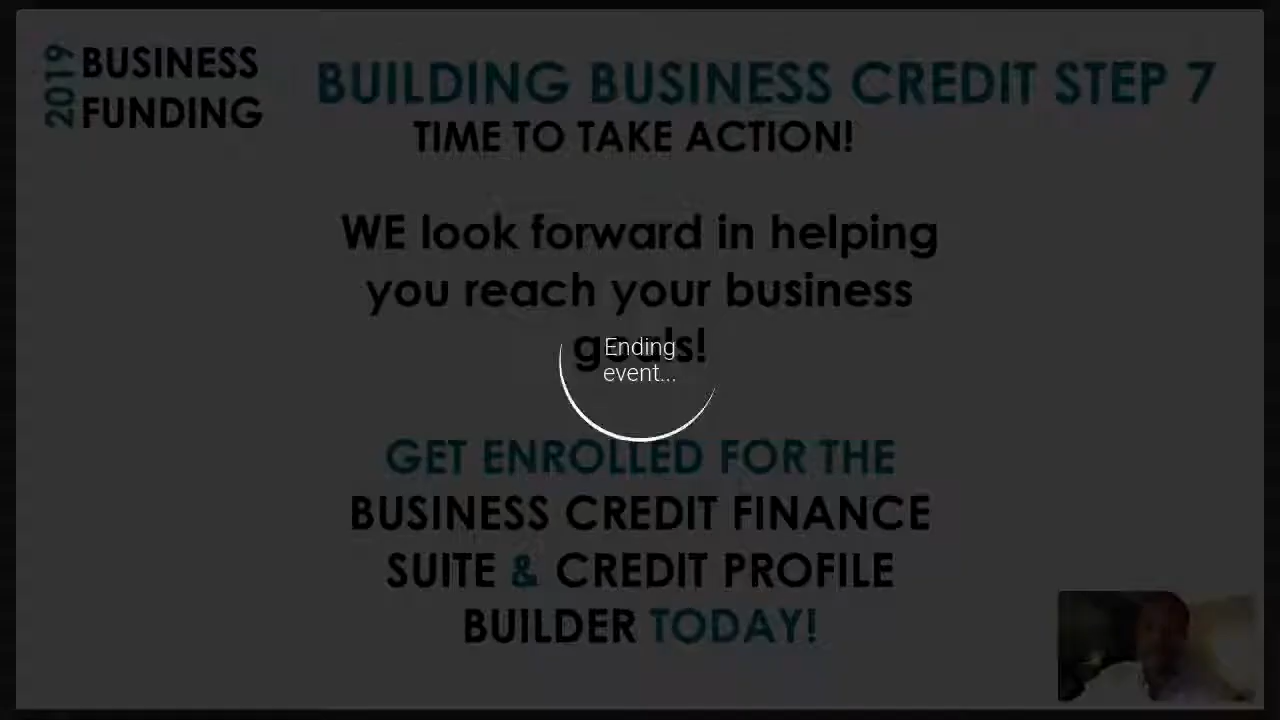 2019
BUSINESS
FUNDING
BUILDING BUSINESS CREDIT STEP 7
TIME TO TAKE ACTION!
WE look forward in helping
you reach your business
goals!
Ending
event...
GET ENROLLED FOR THE
BUSINESS CREDIT FINANCE
SUITE & CREDIT PROFILE
BUILDER TODAY!